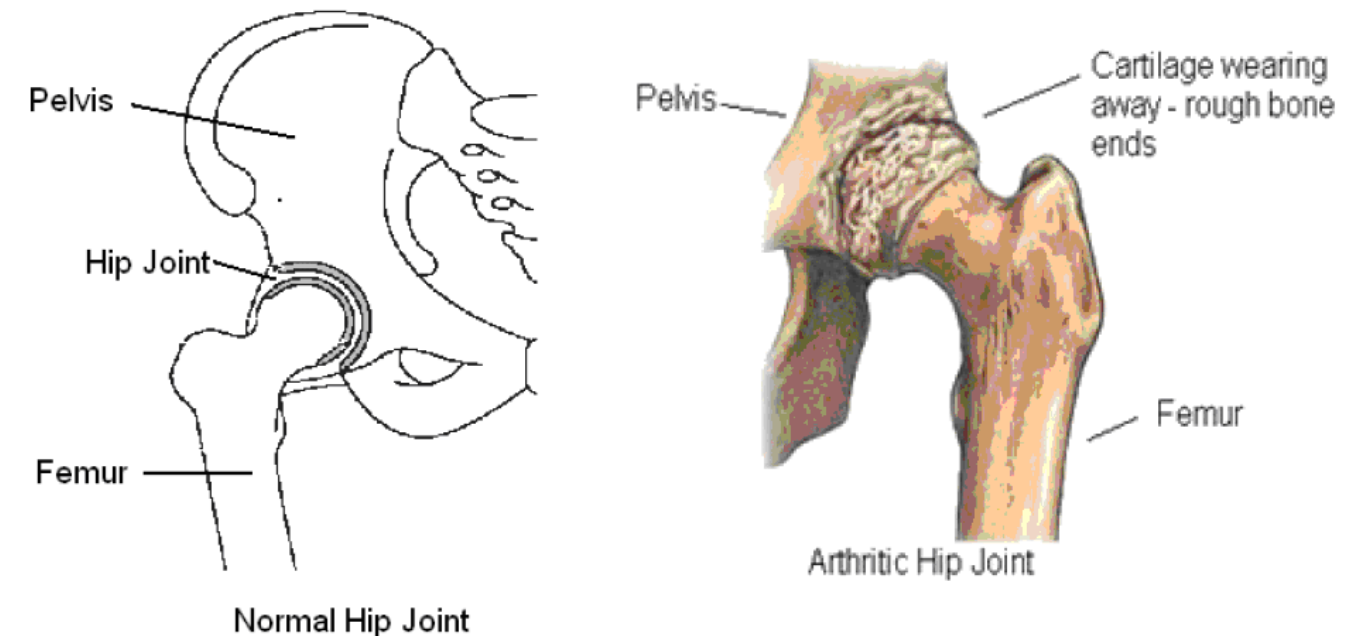 Pelvis
Hip Joint
Femur
Normal Hip Joint
Pelvis
Cartilage wearing
away - rough bone
ends
Femur
Arthritic Hip Joint